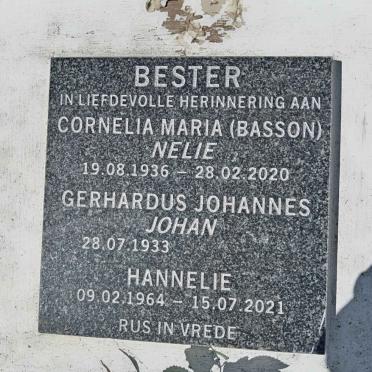 BESTER
IN LIEFDEVOLLE HERINNERING AAN
CORNELIA MARIA (BASSON)
NELIE
19.08.1936 – 28.02.2020
GERHARDUS JOHANNES
JOHAN
28.07.1933
HANNELIE
09.02.1964 – 15.07.2021
RUS IN VREDE